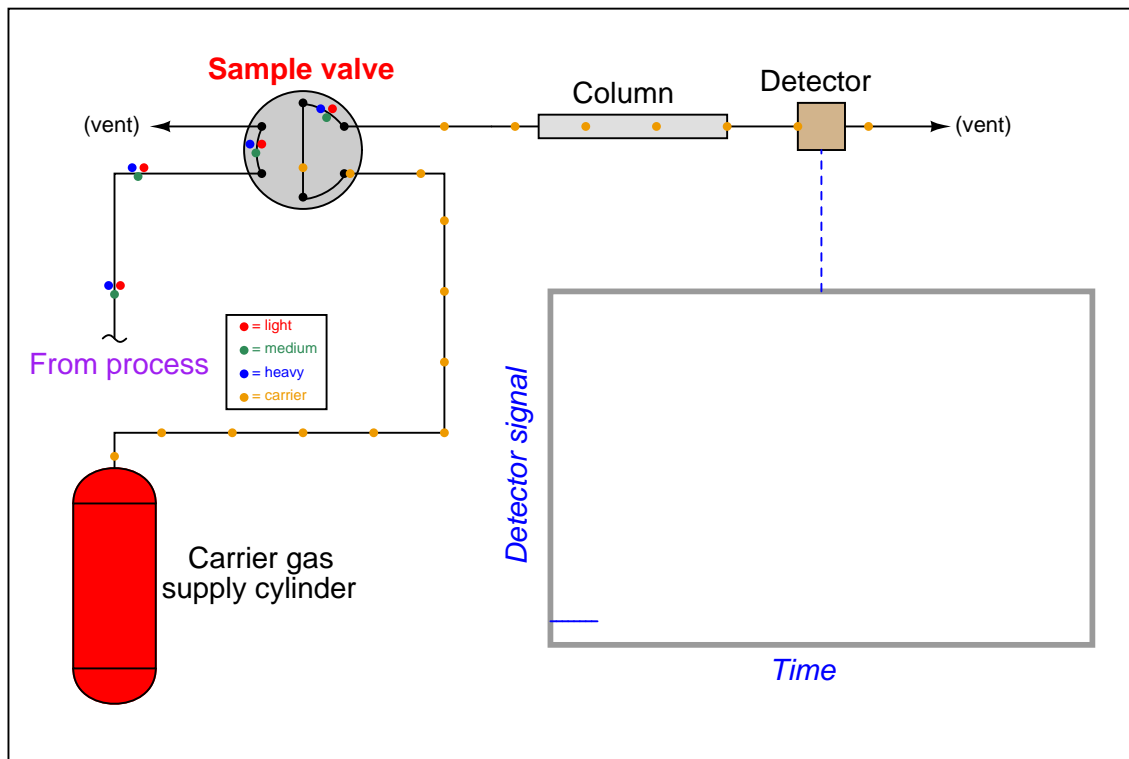 Sample valve
Column
Detector
(vent)
(vent)
From process
= light
= medium
= heavy
= carrier
Detector signal
Carrier gas
supply cylinder
Time